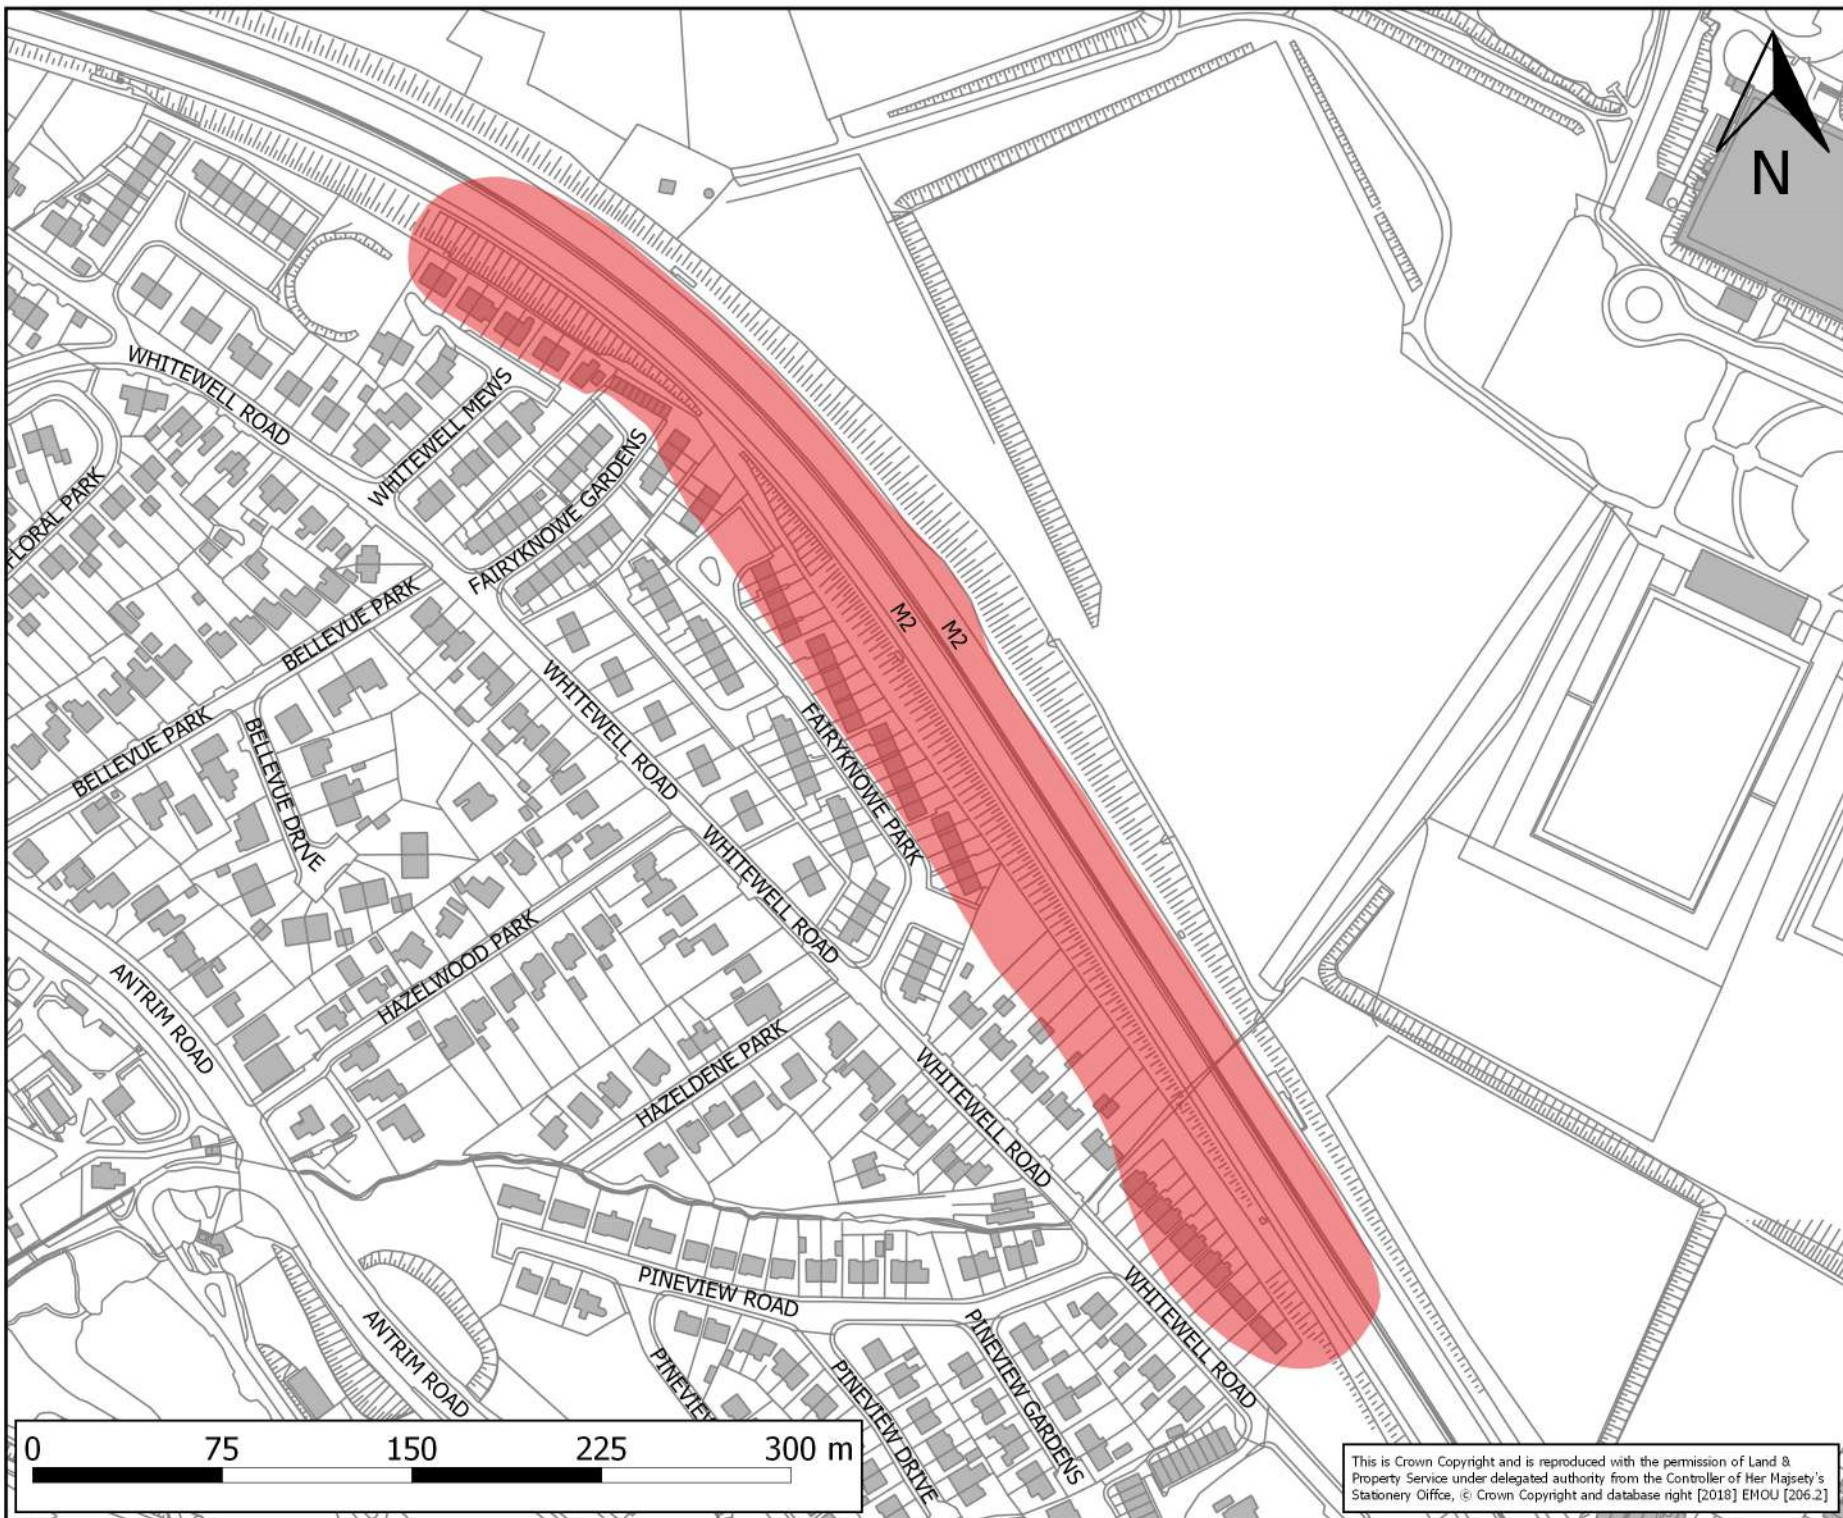 N
WHITEWELL ROAD
WHITEWELL MEWS
FLORAL PARK
FAIRYKNOWE GARDENS
BELLEVUE PARK
M2
M2
WHITEWELL ROAD
BELLEVUE PARK
BELLEVUE DRIVE
FAIRYKNOWE PARK
WHITEWELL ROAD
HAZELWOOD PARK
ANTRIM ROAD
HAZELDENE PARK
WHITEWELL ROAD
PINEVIEW ROAD
WHITEWELL ROAD
ANTRIM ROAD
PINEVIEW
PINEVIEW DRIVE
PINEVIEW GARDENS
0 75 150 225 300 m
This is Crown Copyright and is reproduced with the permission of Land &
Property Service under delegated authority from the Controller of Her Majsety's
Stationery Oiffce, © Crown Copyright and database right [2018] EMOU [206.2]